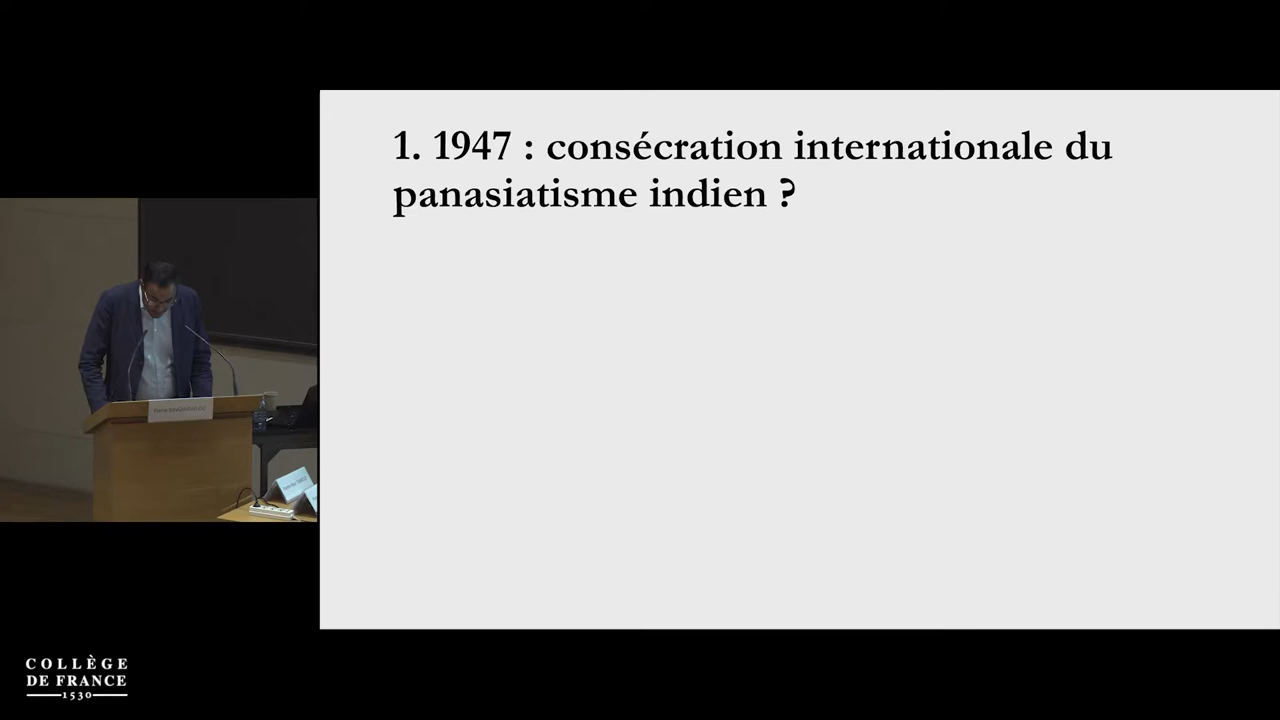 1. 1947 : consécration internationale du
panasiatisme indien ?
COLLÈGE
DE FRANCE
1530